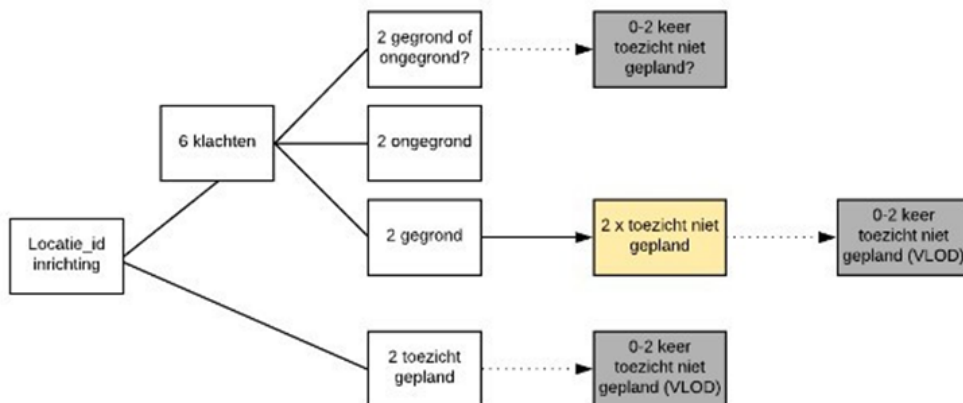 2 gegrond of
ongegrond?
0-2 keer
toezicht niet
gepland?
6 klachten
2 ongegrond
Locatie_id
inrichting
2 gegrond
2 x toezicht niet
gepland
0-2 keer
toezicht niet
gepland (VLOD)
2 toezicht
gepland
0-2 keer
toezicht niet
gepland (VLOD)